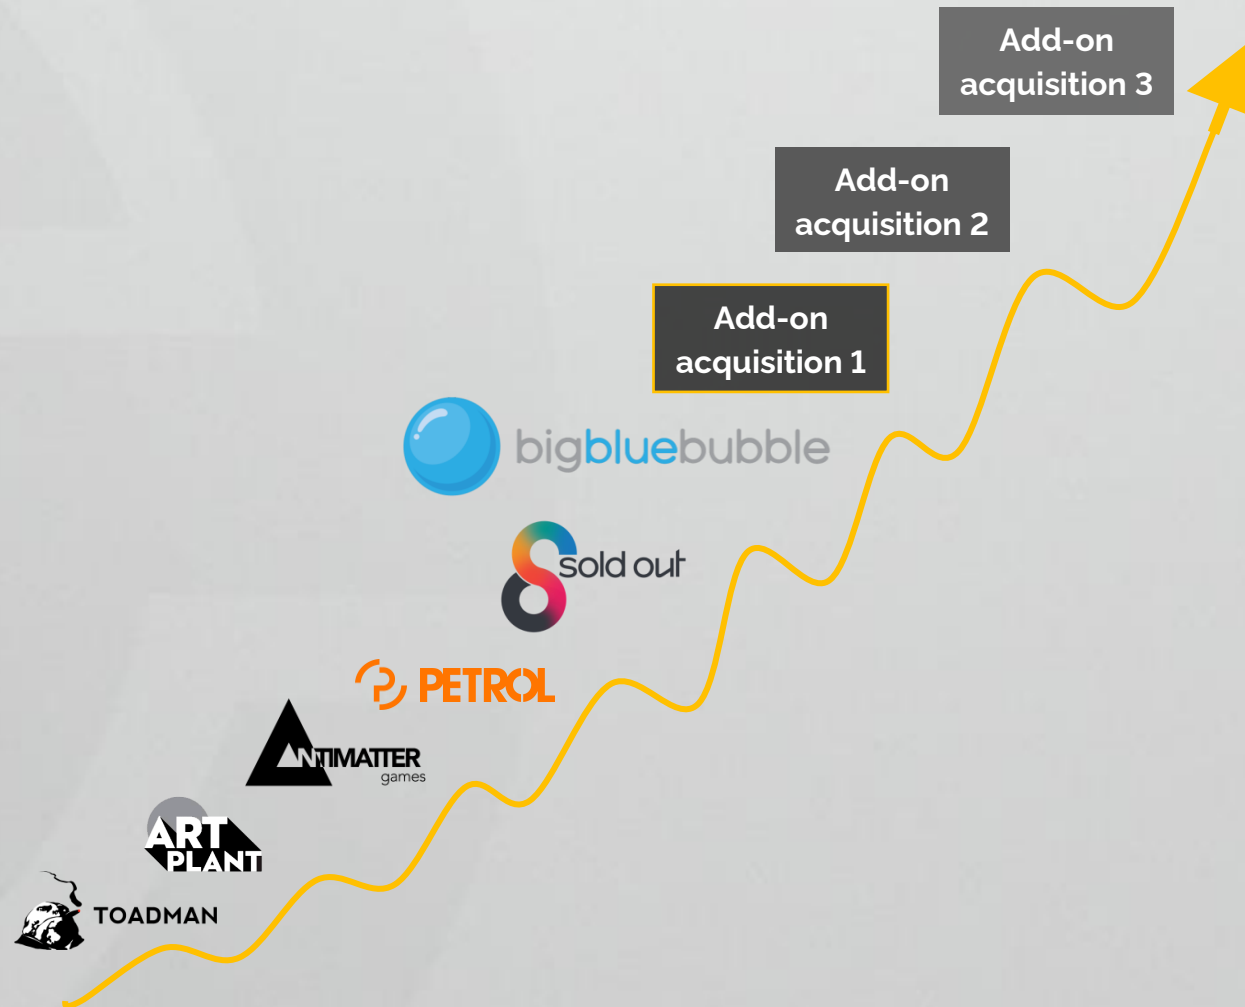 Add-on
acquisition 3
Add-on
acquisition 2
Add-on
acquisition 1
bigbluebubble
sold out
PETROL
ANTIMATTER
games
ART
PLANT
TOADMAN